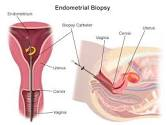 Endometrial Biopsy
Endometrium
Biopsy Catheter
Uterus
Cervix
Vagina
Uterus
Cervix
Vagina